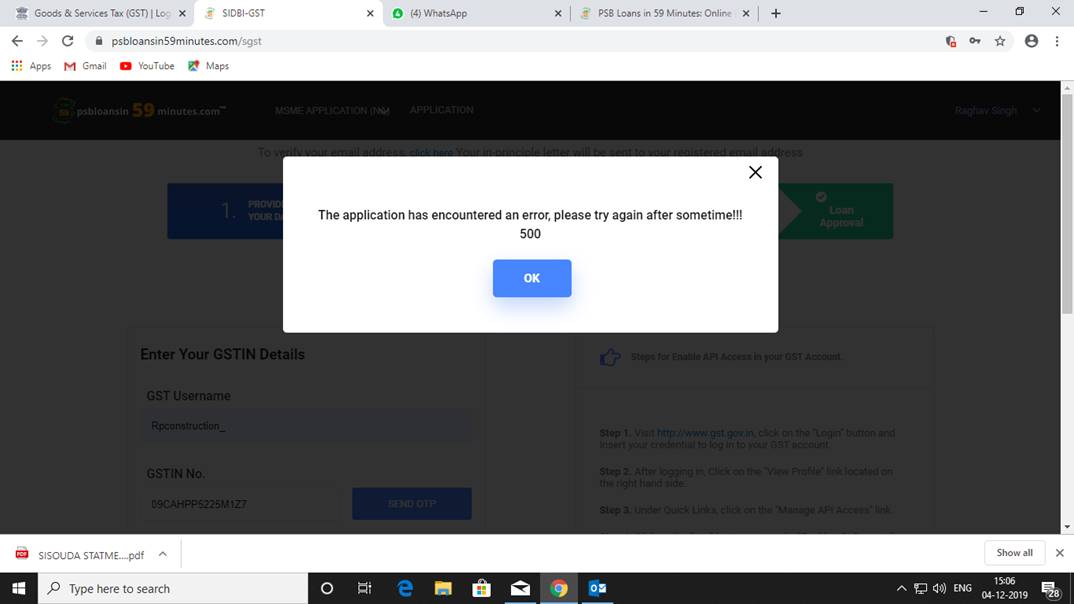 Goods & Services Tax (GST) | Log
SIDBI-GST
(4) WhatsApp
PSB Loans in 59 Minutes: Online
psbloansin59minutes.com/sgst
Apps
Gmail
YouTube
Maps
psbloansin 59 minutes.com™
MSME APPLICATION
APPLICATION
Raghav Singh
To verify your email address, click here Your in-principle letter will be sent to your registered email address
1.
PROVIDE
YOUR DA
Loan
Approval
The application has encountered an error, please try again after sometime!!!
500
OK
Enter Your GSTIN Details
GST Username
Rpconstruction_
GSTIN No.
09CAHPP5225M1Z7
SEND OTP
Steps for Enable API Access in your GST Account.
Step 1. Visit http://www.gst.gov.in, click on the "Login" button and
insert your credential to log in to your GST account.
Step 2. After logging in, Click on the "View Profile" link located on
the right hand side.
Step 3. Under Quick Links, click on the "Manage API Access" link.
SISOUDA STATME....pdf
Show all
Type here to search
ENG
15:06
04-12-2019
28